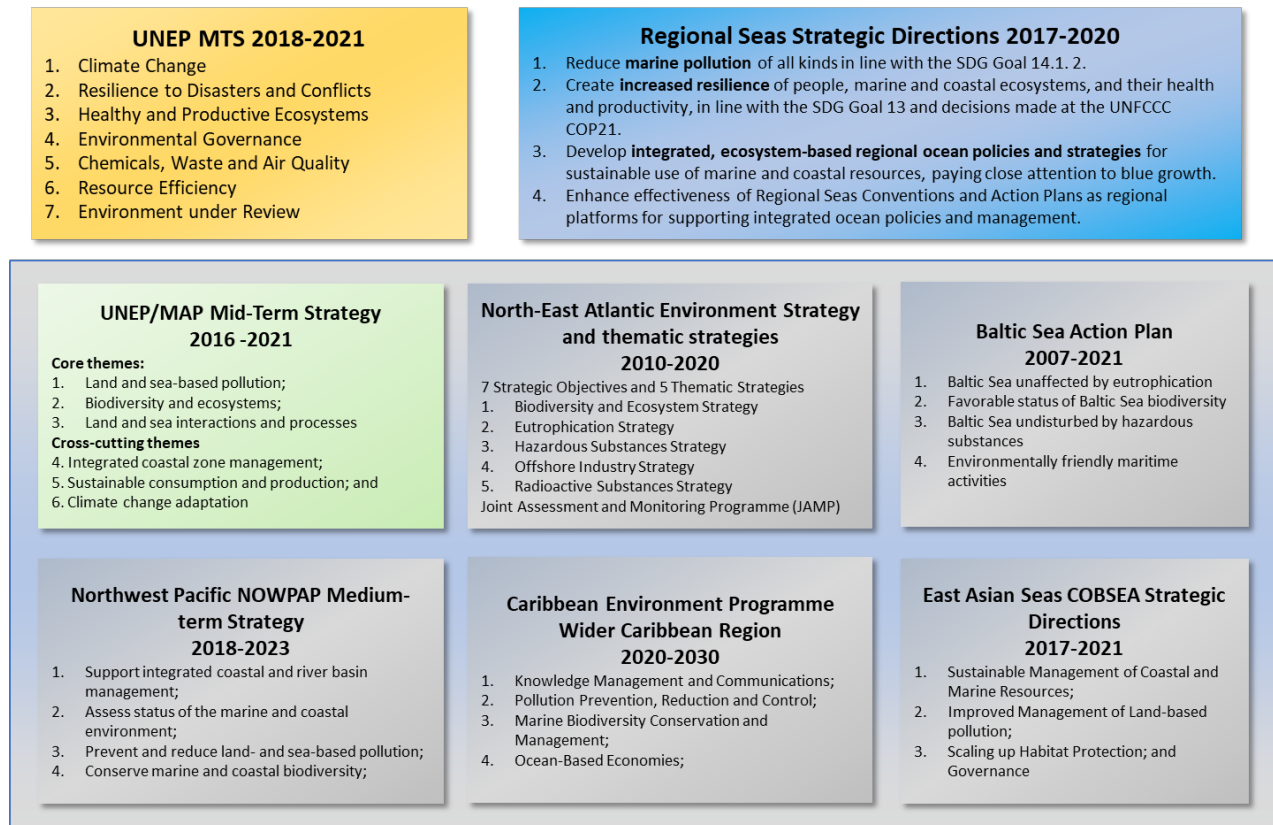 UNEP MTS 2018-2021
1. Climate Change
2. Resilience to Disasters and Conflicts
3. Healthy and Productive Ecosystems
4. Environmental Governance
5. Chemicals, Waste and Air Quality
6. Resource Efficiency
7. Environment under Review
Regional Seas Strategic Directions 2017-2020
1. Reduce marine pollution of all kinds in line with the SDG Goal 14.1. 2.
2. Create increased resilience of people, marine and coastal ecosystems, and their health
and productivity, in line with the SDG Goal 13 and decisions made at the UNFCCC
COP21.
3. Develop integrated, ecosystem-based regional ocean policies and strategies for
sustainable use of marine and coastal resources, paying close attention to blue growth.
4. Enhance effectiveness of Regional Seas Conventions and Action Plans as regional
platforms for supporting integrated ocean policies and management.
UNEP/MAP Mid-Term Strategy
2016 -2021
Core themes:
1. Land and sea-based pollution;
2. Biodiversity and ecosystems;
3. Land and sea interactions and processes
Cross-cutting themes
4. Integrated coastal zone management;
5. Sustainable consumption and production; and
6. Climate change adaptation
North-East Atlantic Environment Strategy
and thematic strategies
2010-2020
7 Strategic Objectives and 5 Thematic Strategies
1. Biodiversity and Ecosystem Strategy
2. Eutrophication Strategy
3. Hazardous Substances Strategy
4. Offshore Industry Strategy
5. Radioactive Substances Strategy
Joint Assessment and Monitoring Programme (JAMP)
Baltic Sea Action Plan
2007-2021
1. Baltic Sea unaffected by eutrophication
2. Favorable status of Baltic Sea biodiversity
3. Baltic Sea undisturbed by hazardous
substances
4. Environmentally friendly maritime
activities
Northwest Pacific NOWPAP Medium-
term Strategy
2018-2023
1. Support integrated coastal and river basin
management;
2. Assess status of the marine and coastal
environment;
3. Prevent and reduce land- and sea-based pollution;
4. Conserve marine and coastal biodiversity;
Caribbean Environment Programme
Wider Caribbean Region
2020-2030
1. Knowledge Management and Communications;
2. Pollution Prevention, Reduction and Control;
3. Marine Biodiversity Conservation and
Management;
4. Ocean-Based Economies;
East Asian Seas COBSEA Strategic
Directions
2017-2021
1. Sustainable Management of Coastal and
Marine Resources;
2. Improved Management of Land-based
pollution;
3. Scaling up Habitat Protection; and
Governance